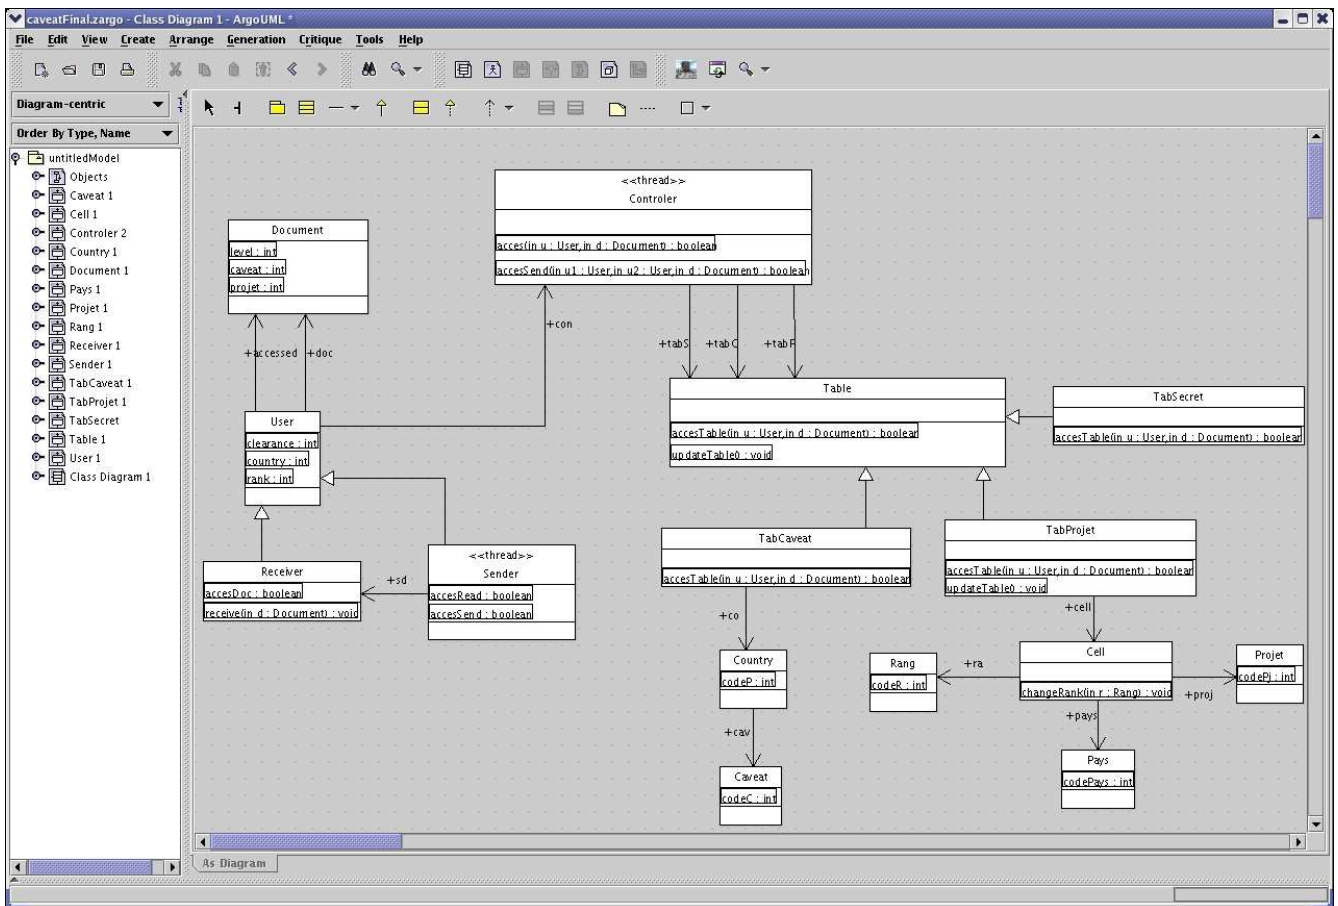 caveatFinal.zargo - Class Diagram 1 - ArgoUML *
File Edit View Create Arrange Generation Critique Tools Help
Diagram-centric
Order By Type, Name
untitledModel
Objects
Caveat 1
Cell 1
Controler 2
Country 1
Document 1
Pays 1
Projet 1
Rang 1
Receiver 1
Sender 1
TabCaveat 1
TabProjet 1
TabSecret
Table 1
User 1
Class Diagram 1
<<thread>>
Controler
acces(in u : User,in d : Document) : boolean
accesSend(in u1 : User,in u2 : User,in d : Document) : boolean
Document
level : int
caveat : int
projet : int
+accessed
+doc
+con
+tabS
+tabC
+tabP
User
clearance : int
country : int
rank : int
Table
accesTable(in u : User,in d : Document) : boolean
updateTable() : void
TabSecret
accesTable(in u : User,in d : Document) : boolean
Receiver
accesDoc : boolean
receive(in d : Document) : void
+sd
<<thread>>
Sender
accesRead : boolean
accesSend : boolean
TabCaveat
accesTable(in u : User,in d : Document) : boolean
TabProjet
accesTable(in u : User,in d : Document) : boolean
updateTable() : void
+co
+cell
Country
codeP : int
+cav
Caveat
codeC : int
Rang
codeR : int
+ra
Cell
changeRank(in r : Rang) : void
+proj
Projet
codePj : int
+pays
Pays
codePays : int
As Diagram